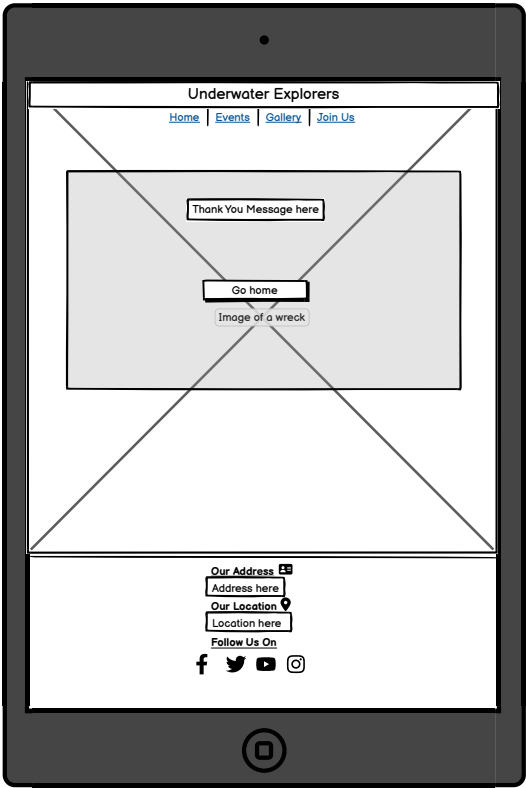 Underwater Explorers
Home Events Gallery Join Us
Thank You Message here
Go home
Image of a wreck
Our Address
Address here
Our Location
Location here
Follow Us On